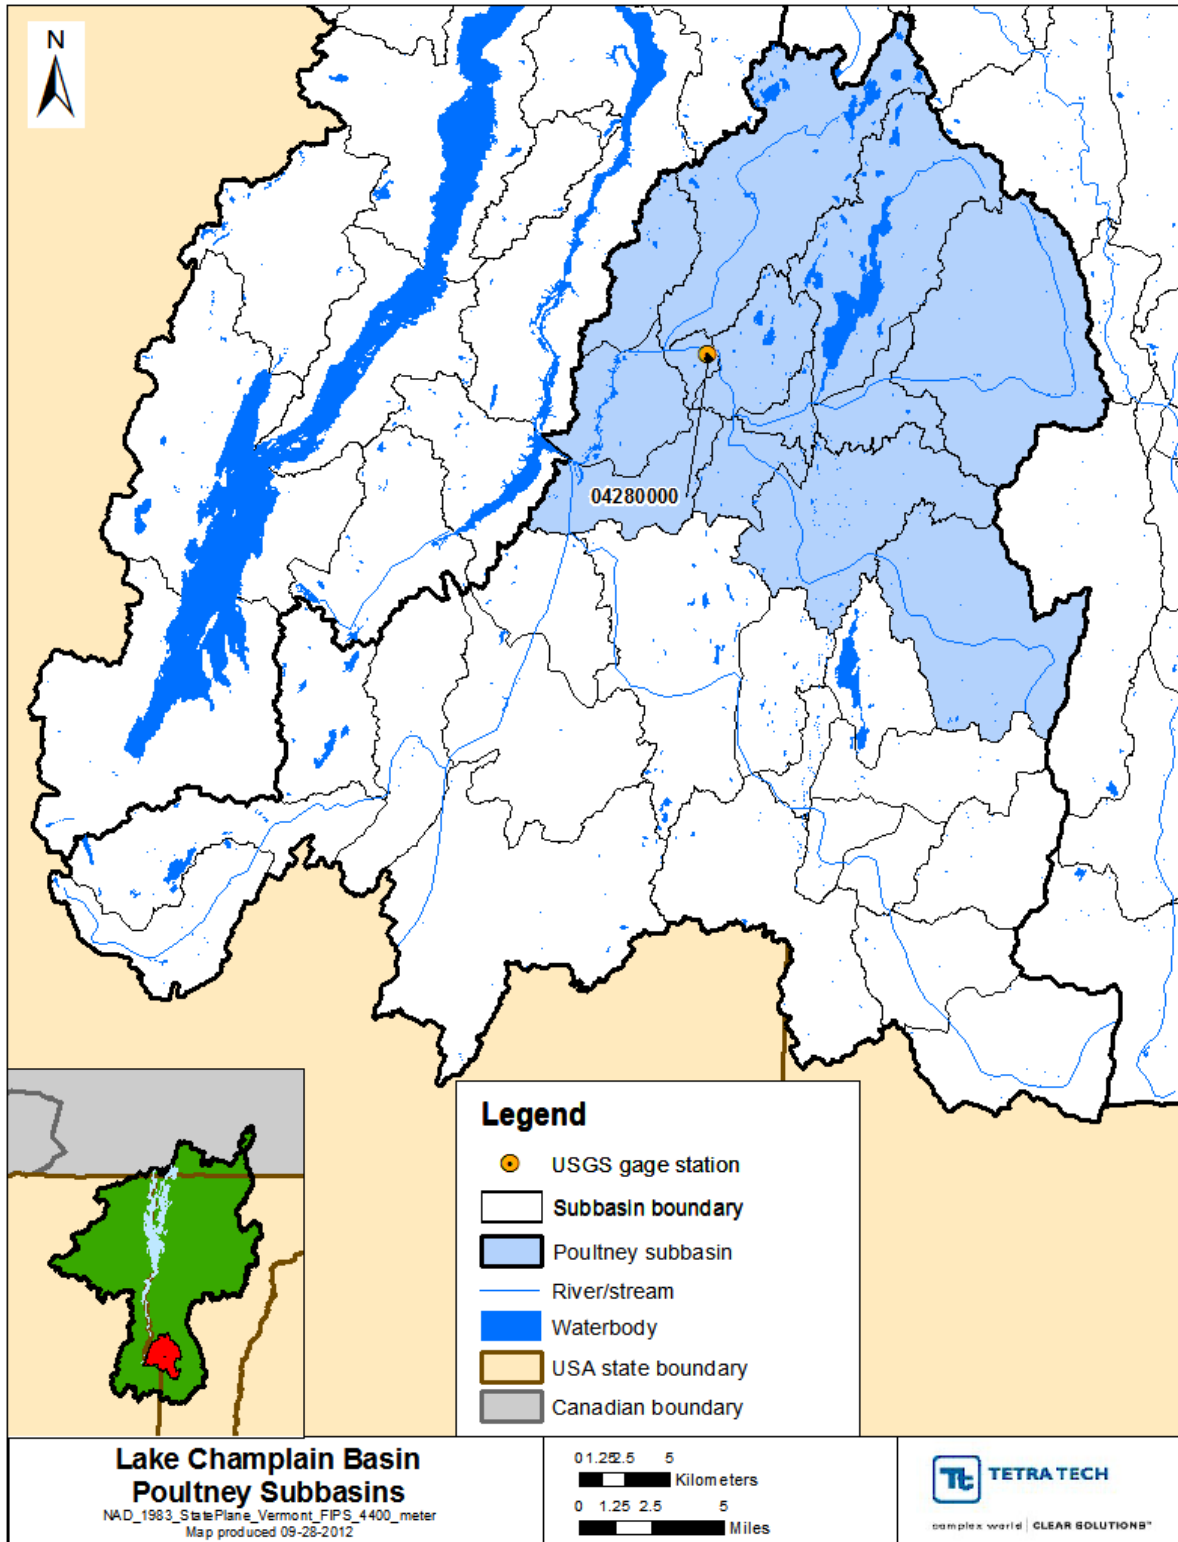 N
04280000
Legend
USGS gage station
Subbasin boundary
Poultney subbasin
River/stream
Waterbody
USA state boundary
Canadian boundary
Lake Champlain Basin
Poultney Subbasins
NAD_1983_StatePlane_Vermont_FIPS_4400_meter
Map produced 09-28-2012
0 1.25 2.5 5
Kilometers
0 1.25 2.5 5
Miles
Tt TETRA TECH
complex world | CLEAR SOLUTIONS™